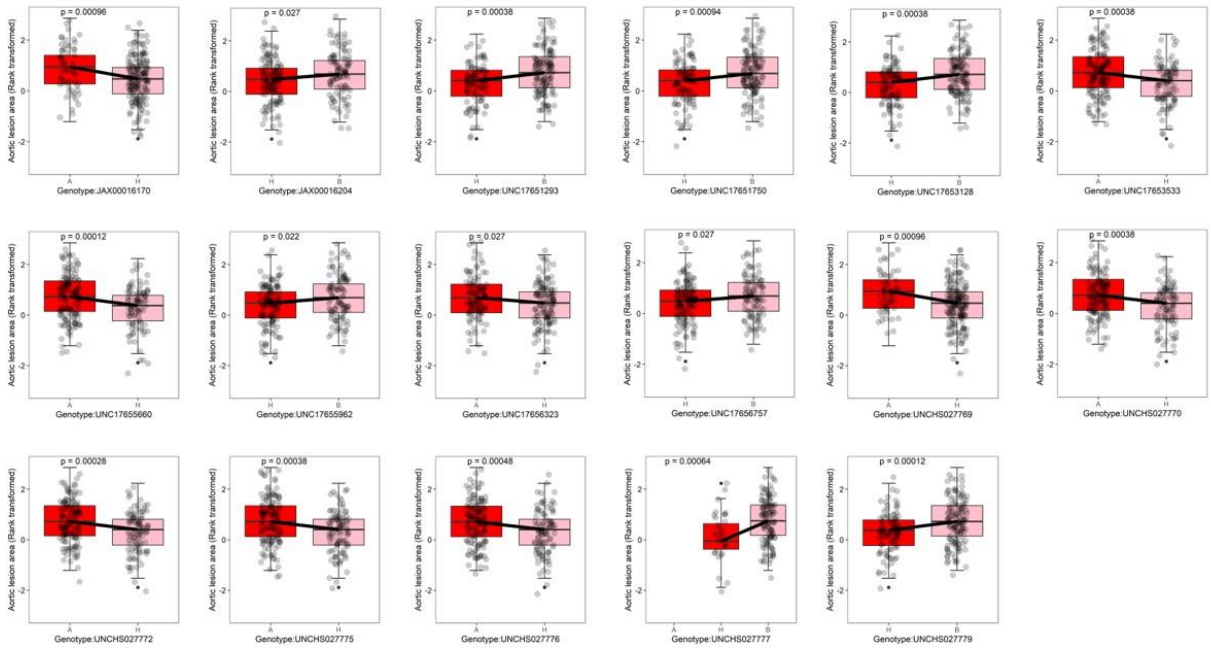 p = 0.00096
Aortic lesion area (Rank transformed)
2
0
-2
A H
Genotype:JAX00016170
p = 0.027
Aortic lesion area (Rank transformed)
2
0
-2
H B
Genotype:JAX00016204
p = 0.00038
Aortic lesion area (Rank transformed)
2
0
-2
H B
Genotype:UNC17651293
p = 0.00094
Aortic lesion area (Rank transformed)
2
0
-2
H B
Genotype:UNC17651750
p = 0.00038
Aortic lesion area (Rank transformed)
2
0
-2
H B
Genotype:UNC17653128
p = 0.00038
Aortic lesion area (Rank transformed)
2
0
-2
A H
Genotype:UNC17653533
p = 0.00012
Aortic lesion area (Rank transformed)
2
0
-2
A H
Genotype:UNC17655660
p = 0.022
Aortic lesion area (Rank transformed)
2
0
-2
H B
Genotype:UNC17655962
p = 0.027
Aortic lesion area (Rank transformed)
2
0
-2
A H
Genotype:UNC17656323
p = 0.027
Aortic lesion area (Rank transformed)
2
0
-2
H B
Genotype:UNC17656757
p = 0.00096
Aortic lesion area (Rank transformed)
2
0
-2
A H
Genotype:UNCHS027769
p = 0.00038
Aortic lesion area (Rank transformed)
2
0
-2
A H
Genotype:UNCHS027770
p = 0.00028
Aortic lesion area (Rank transformed)
2
0
-2
A H
Genotype:UNCHS027772
p = 0.00038
Aortic lesion area (Rank transformed)
2
0
-2
A H
Genotype:UNCHS027775
p = 0.00048
Aortic lesion area (Rank transformed)
2
0
-2
A H
Genotype:UNCHS027776
p = 0.00064
Aortic lesion area (Rank transformed)
2
0
-2
A H B
Genotype:UNCHS027777
p = 0.00012
Aortic lesion area (Rank transformed)
2
0
-2
H B
Genotype:UNCHS027779